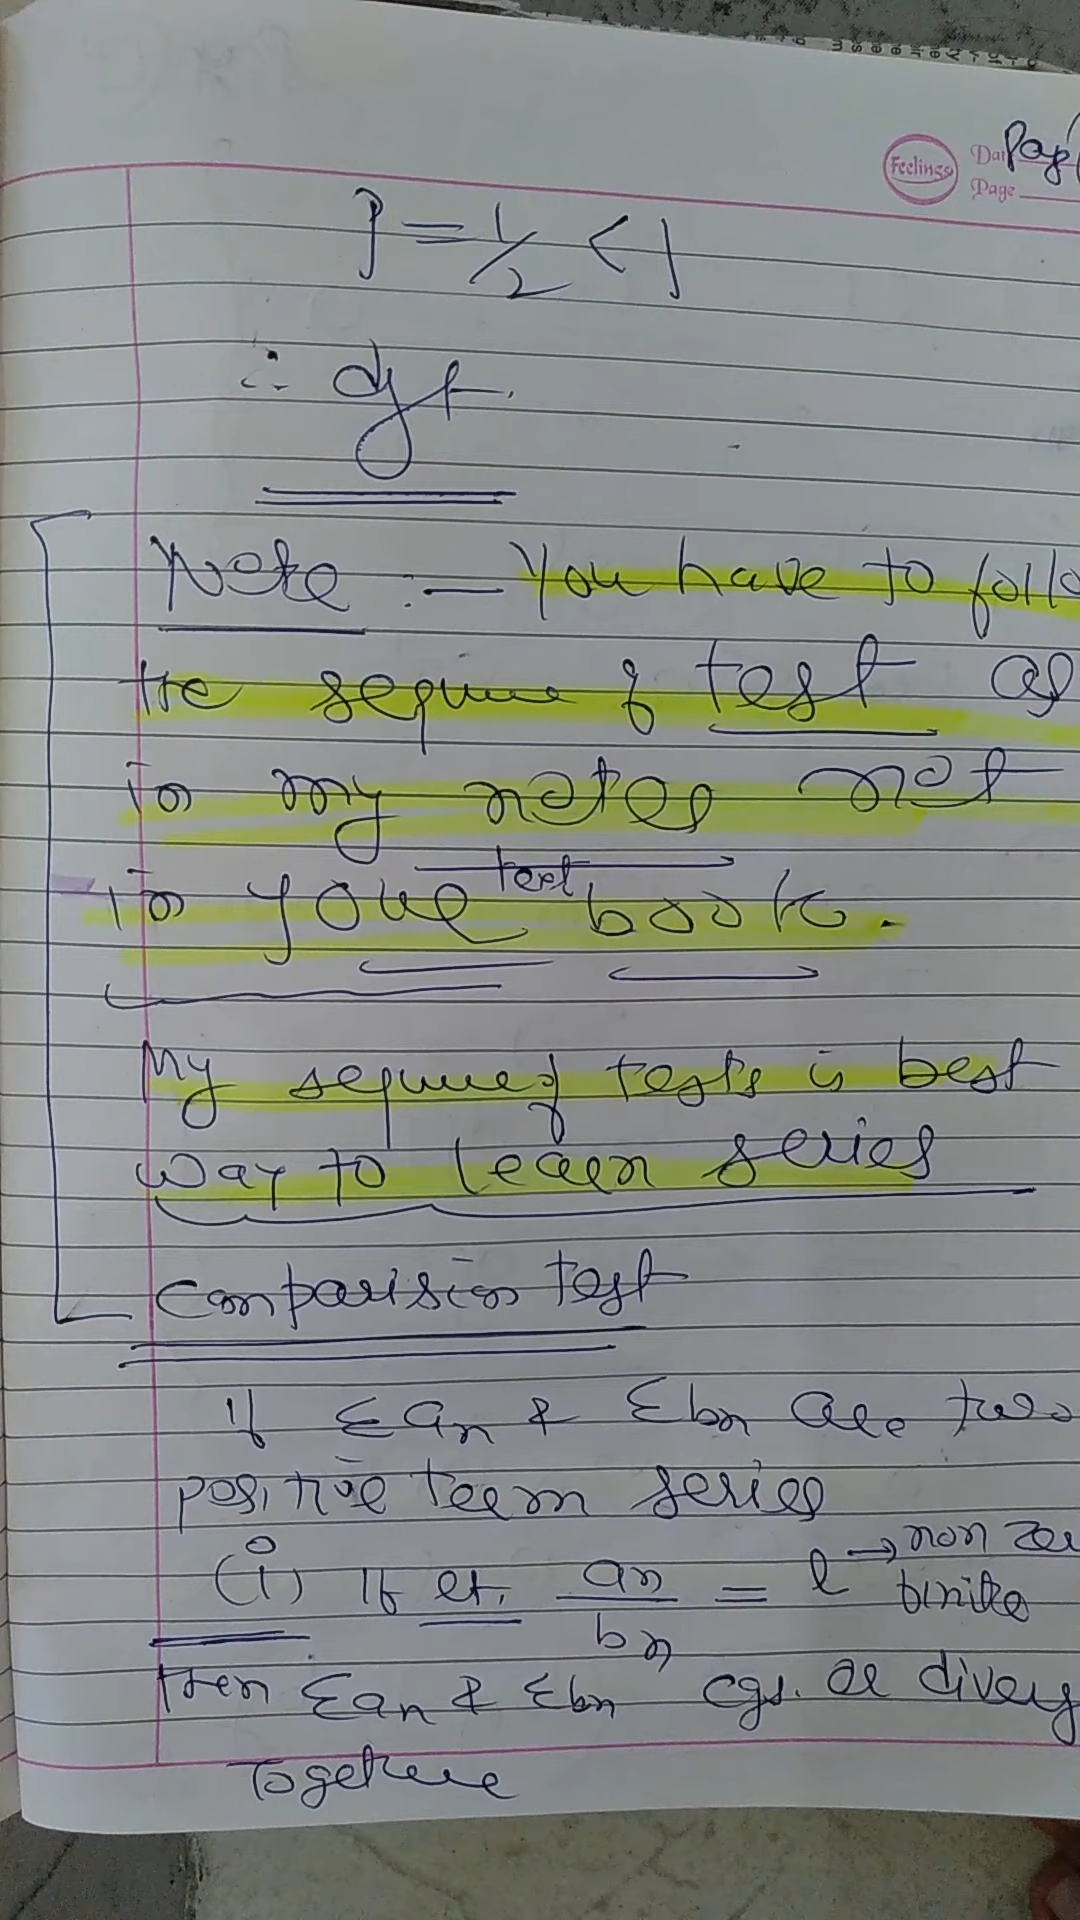 Feelings
Page
P = 1/2 < 1
∴ dgt.
Note :- You have to follo
the sequence of test as
in my notes not
in your text book.
My sequence of tests is best
way to learn series
Comparision test
If Σan & Σbn are two
positive term series
(i) If lt. an/bn = l → non ze
finite
then Σan & Σbn cgs. or diverg
Together